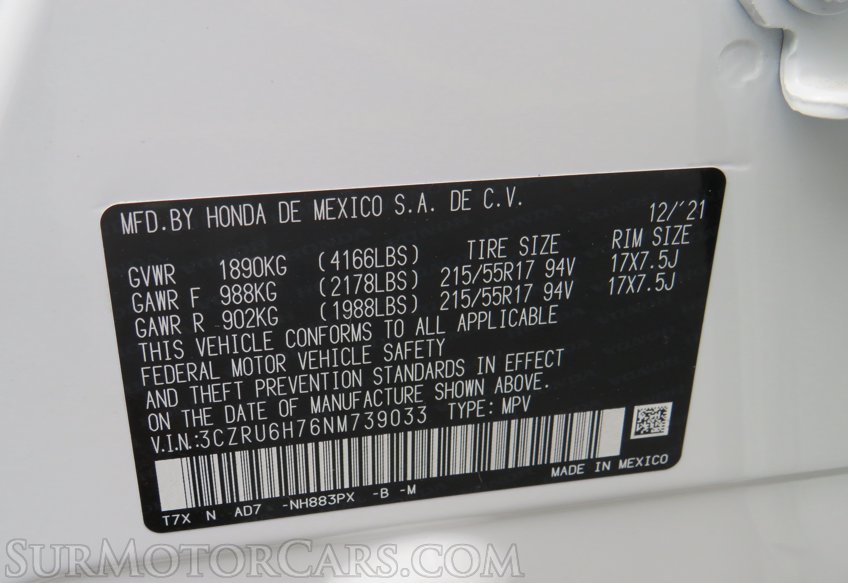 MFD.BY HONDA DE MEXICO S.A. DE C.V. 12/'21
TIRE SIZE RIM SIZE
GVWR 1890KG (4166LBS)
GAWR F 988KG (2178LBS) 215/55R17 94V 17X7.5J
GAWR R 902KG (1988LBS) 215/55R17 94V 17X7.5J
THIS VEHICLE CONFORMS TO ALL APPLICABLE
FEDERAL MOTOR VEHICLE SAFETY
AND THEFT PREVENTION STANDARDS IN EFFECT
ON THE DATE OF MANUFACTURE SHOWN ABOVE.
V.I.N.:3CZRU6H76NM739033 TYPE: MPV
MADE IN MEXICO
T7X N AD7 -NH883PX -B -M
SURMOTORCARS.COM